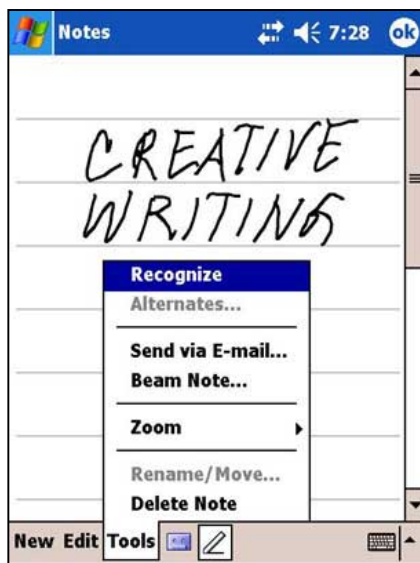 Notes 7:28 ok
CREATIVE
WRITING
Recognize
Alternates...
Send via E-mail...
Beam Note...
Zoom
Rename/Move...
Delete Note
New Edit Tools